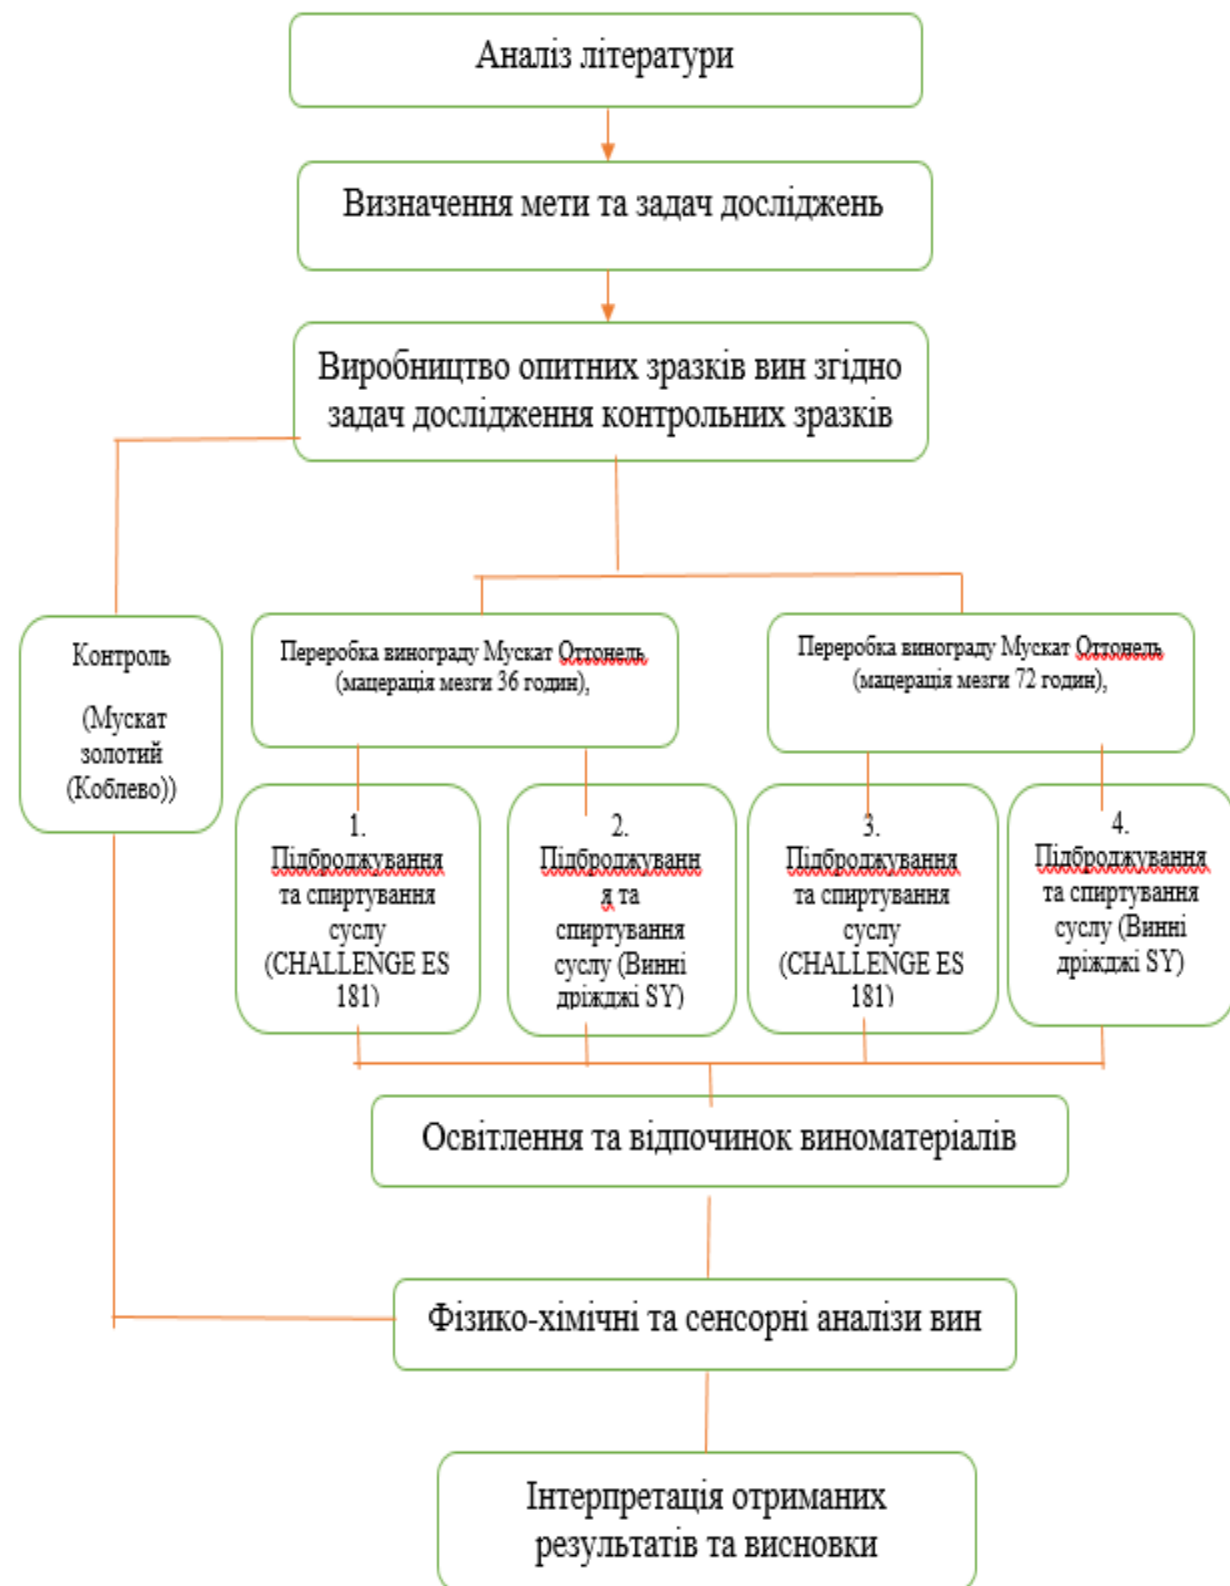 Аналіз літератури
Визначення мети та задач досліджень
Виробництво опитних зразків вин згідно
задач дослідження контрольних зразків
Контроль
(Мускат
золотий
(Коблево))
Переробка винограду Мускат Оттонель
(мацерація мезги 36 годин),
Переробка винограду Мускат Оттонель
(мацерація мезги 72 годин),
1.
Підброджування
та спиртування
суслу
(CHALLENGE ES
181)
2.
Підброджуванн
я та
спиртування
суслу (Винні
дріжджі SY)
3.
Підброджування
та спиртування
суслу
(CHALLENGE ES
181)
4.
Підброджування
та спиртування
суслу (Винні
дріжджі SY)
Освітлення та відпочинок виноматеріалів
Фізико-хімічні та сенсорні аналізи вин
Інтерпретація отриманих
результатів та висновки